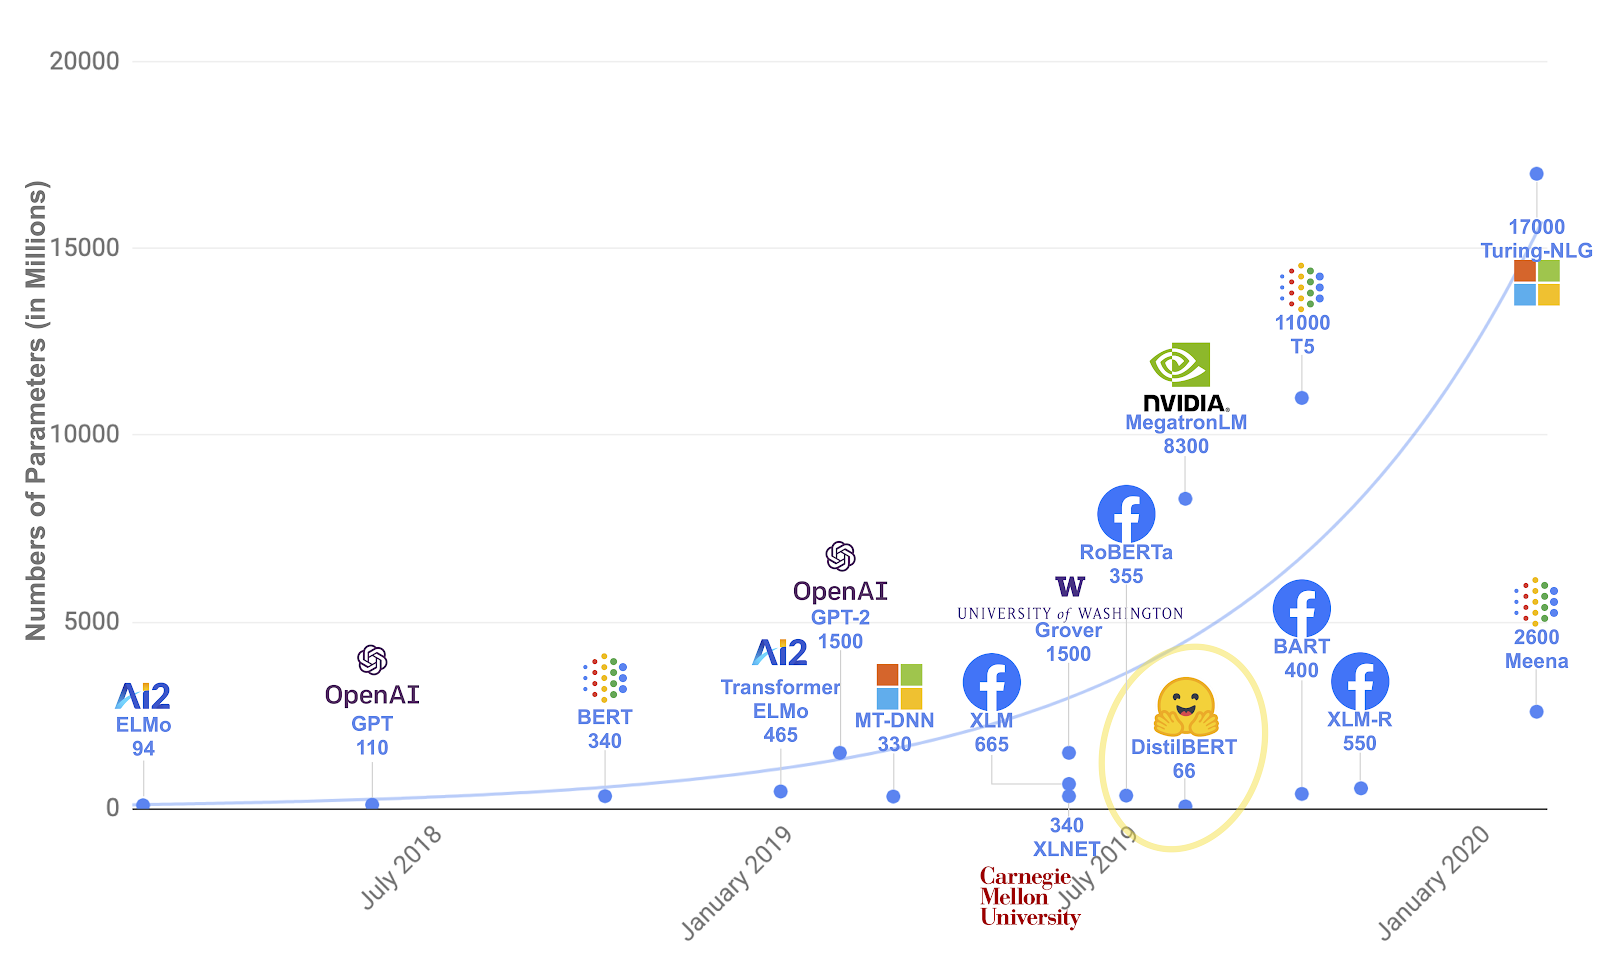 Numbers of Parameters (in Millions)
20000
15000
10000
5000
0
July 2018
January 2019
July 2019
January 2020
AI2
ELMo
94
OpenAI
GPT
110
BERT
340
AI2
Transformer
ELMo
465
OpenAI
GPT-2
1500
MT-DNN
330
XLM
665
W
UNIVERSITY of WASHINGTON
Grover
1500
340
XLNET
Carnegie
Mellon
University
RoBERTa
355
NVIDIA.
MegatronLM
8300
DistilBERT
66
11000
T5
BART
400
XLM-R
550
17000
Turing-NLG
2600
Meena